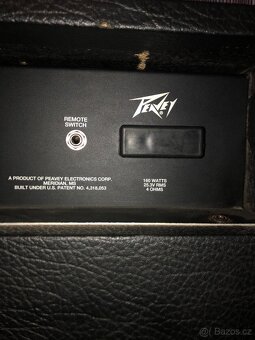 PEAVEY
REMOTE
SWITCH
A PRODUCT OF PEAVEY ELECTRONICS CORP.
MERIDIAN, MS
BUILT UNDER U.S. PATENT NO. 4,318,053
160 WATTS
25.3V RMS
4 OHMS
Bazoš.cz